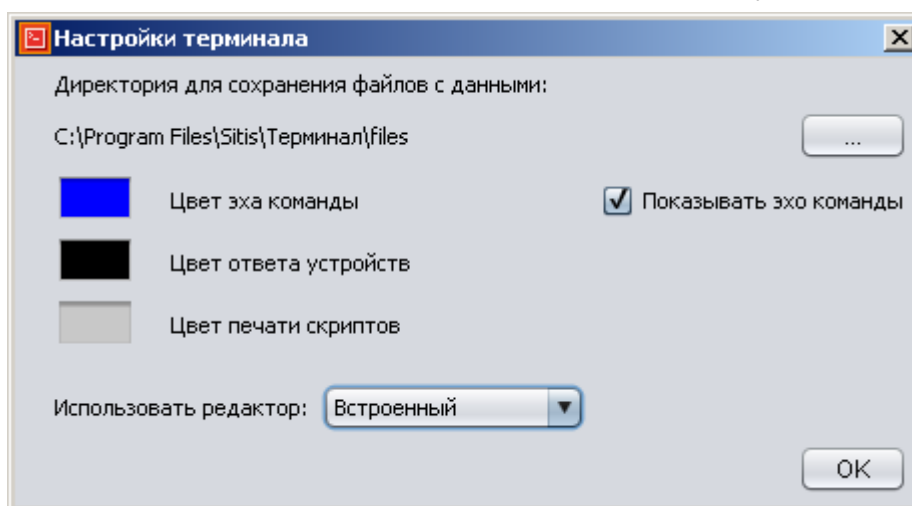 Настройки терминала
Директория для сохранения файлов с данными:
C:\Program Files\Sitis\Терминал\files
...
Цвет эха команды
Показывать эхо команды
Цвет ответа устройств
Цвет печати скриптов
Использовать редактор: Встроенный
OK